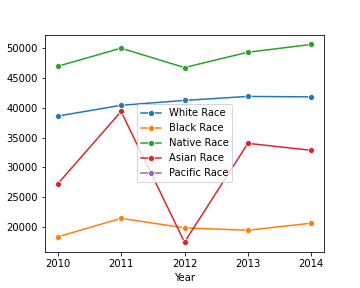 50000
45000
40000
35000
30000
25000
20000
White Race
Black Race
Native Race
Asian Race
Pacific Race
2010 2011 2012 2013 2014
Year